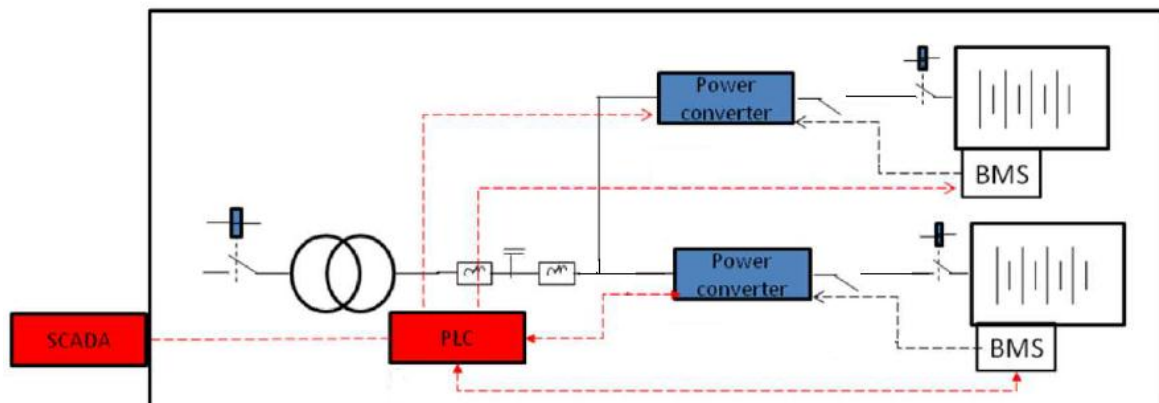 Power
converter
BMS
Power
converter
SCADA
PLC
BMS